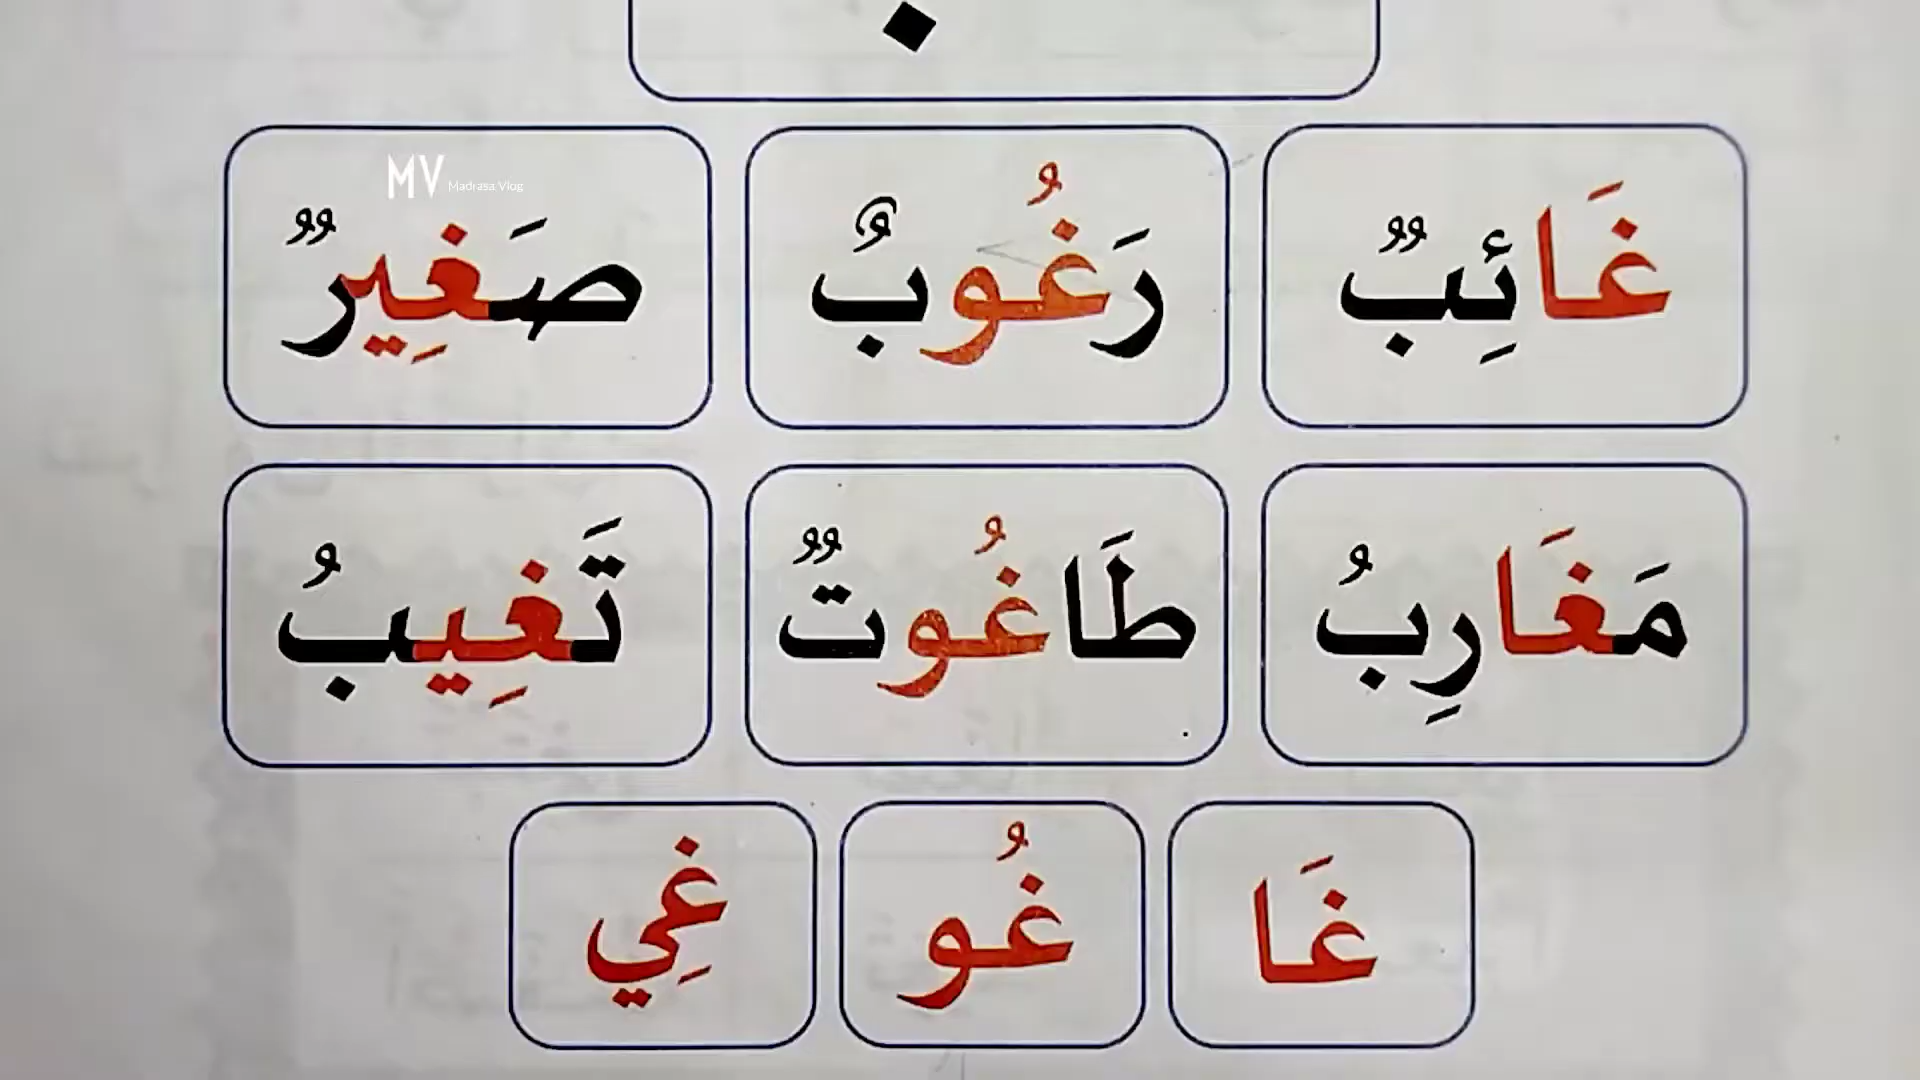 MV Madrasa Vlog
غَائِبٌ رَغُوبٌ صَغِيرٌ
مَغَارِبُ طَاغُوتٌ تَغِيبُ
غَا غُو غِي